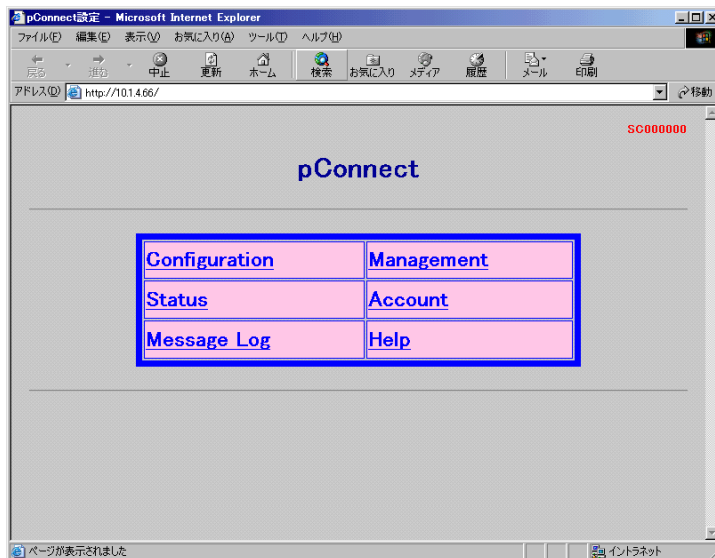 pConnect設定 - Microsoft Internet Explorer
ファイル(F) 編集(E) 表示(V) お気に入り(A) ツール(T) ヘルプ(H)
戻る 進む 中止 更新 ホーム 検索 お気に入り メディア 履歴 メール 印刷
アドレス(D) http://10.1.4.66/ 移動
SC000000
pConnect
Configuration Management
Status Account
Message Log Help
ページが表示されました イントラネット